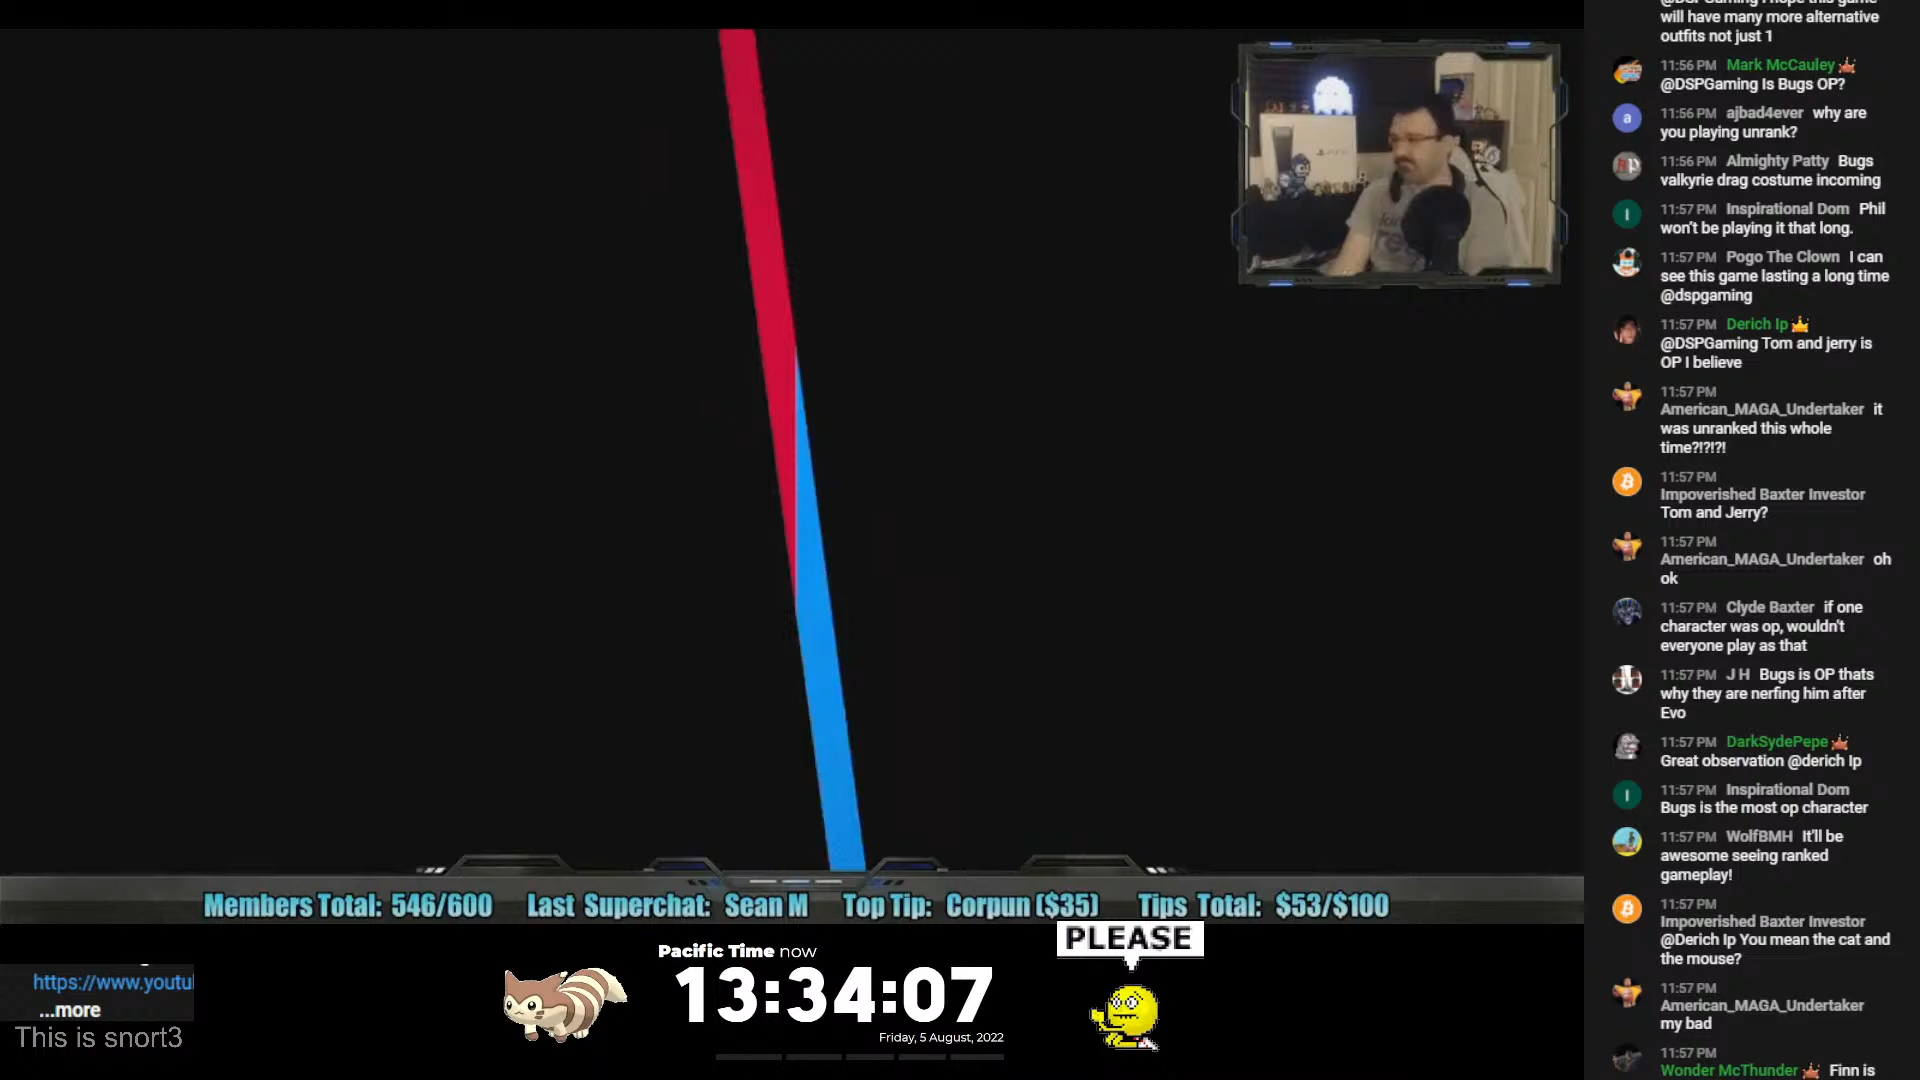 will have many more alternative
outfits not just 1
11:56 PM Mark McCauley
@DSPGaming Is Bugs OP?
11:56 PM ajbad4ever why are
you playing unrank?
11:56 PM Almighty Patty Bugs
valkyrie drag costume incoming
11:57 PM Inspirational Dom Phil
won't be playing it that long.
11:57 PM Pogo The Clown I can
see this game lasting a long time
@dspgaming
11:57 PM Derich Ip
@DSPGaming Tom and jerry is
OP I believe
11:57 PM
American_MAGA_Undertaker it
was unranked this whole
time?!?!?!
11:57 PM
Impoverished Baxter Investor
Tom and Jerry?
11:57 PM
American_MAGA_Undertaker oh
ok
11:57 PM Clyde Baxter if one
character was op, wouldn't
everyone play as that
11:57 PM J H Bugs is OP thats
why they are nerfing him after
Evo
11:57 PM DarkSydePepe
Great observation @derich Ip
11:57 PM Inspirational Dom
Bugs is the most op character
11:57 PM WolfBMH It'll be
awesome seeing ranked
gameplay!
11:57 PM
Impoverished Baxter Investor
@Derich Ip You mean the cat and
the mouse?
11:57 PM
American_MAGA_Undertaker
my bad
11:57 PM
Wonder McThunder Finn is
Members Total: 546/600 Last Superchat: Sean M Top Tip: Corpun ($35) Tips Total: $53/$100
PLEASE
Pacific Time now
13:34:07
Friday, 5 August, 2022
https://www.youtu
...more
This is snort3